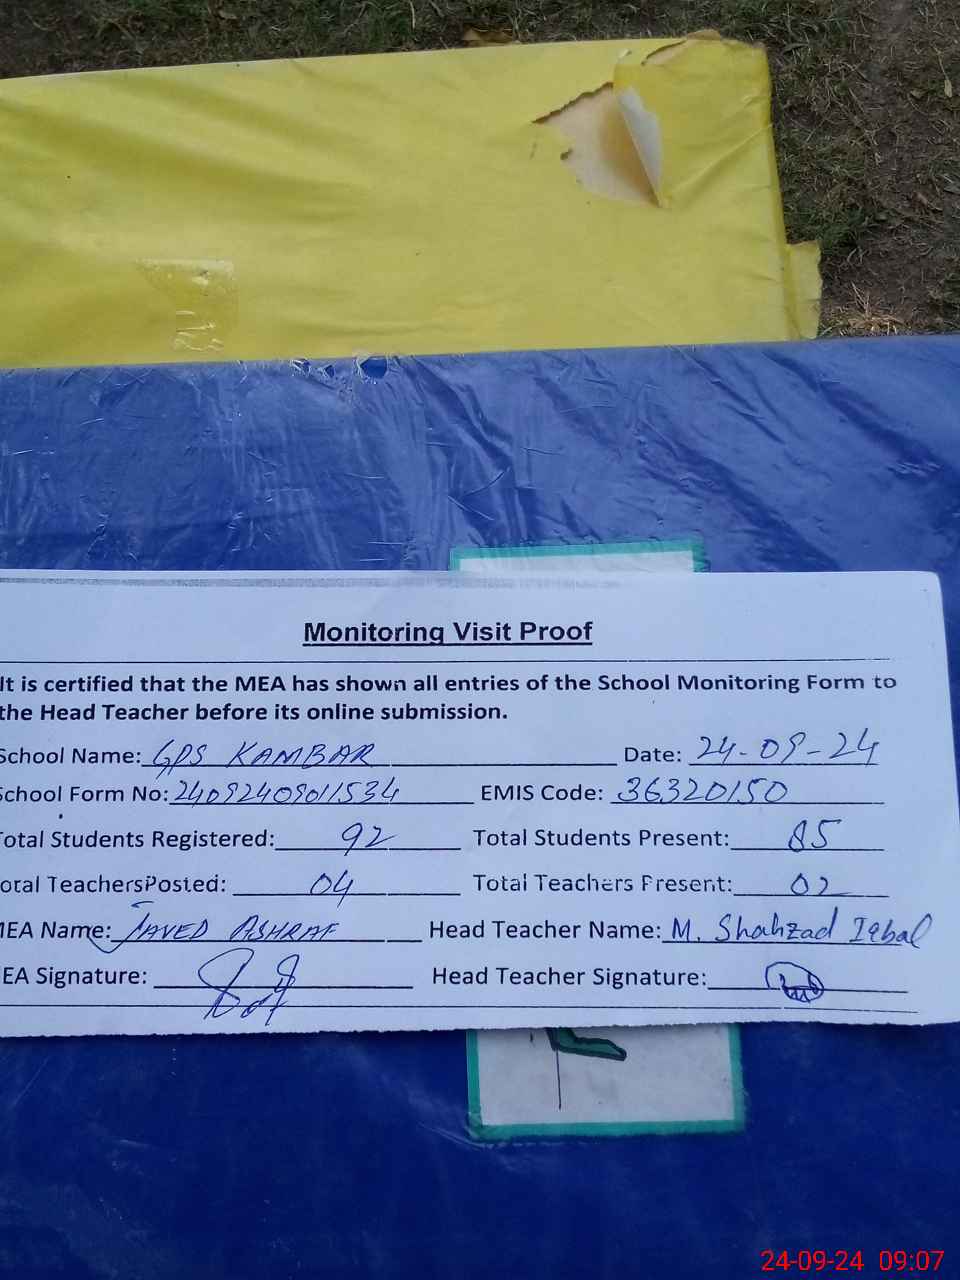 Monitoring Visit Proof
It is certified that the MEA has shown all entries of the School Monitoring Form to
the Head Teacher before its online submission.
School Name: GPS KAMBAR Date: 24-09-24
School Form No: 24092409011534 EMIS Code: 36320150
Total Students Registered: 92 Total Students Present: 85
otal TeachersPosted: 04 Total Teachers Present: 02
MEA Name: JAVED ASHRAF Head Teacher Name: M. Shahzad Iqbal
EA Signature: Head Teacher Signature:
24-09-24 09:07